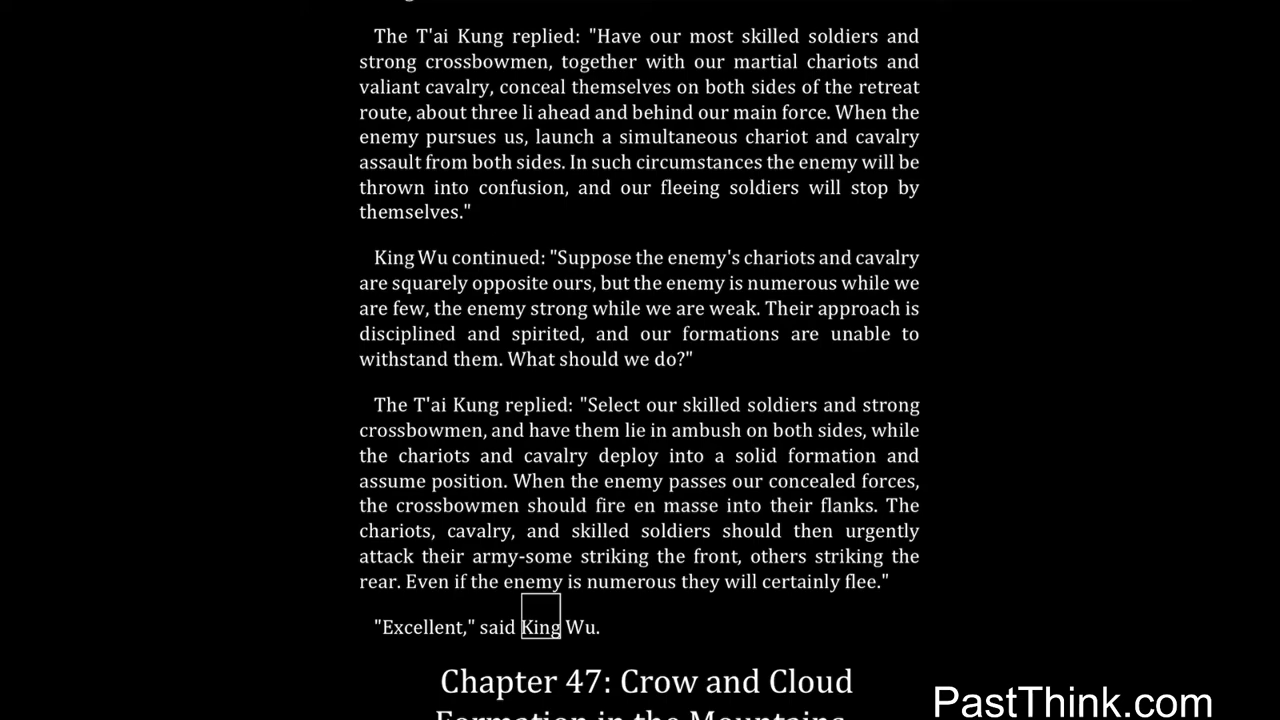 The T'ai Kung replied: "Have our most skilled soldiers and
strong crossbowmen, together with our martial chariots and
valiant cavalry, conceal themselves on both sides of the retreat
route, about three li ahead and behind our main force. When the
enemy pursues us, launch a simultaneous chariot and cavalry
assault from both sides. In such circumstances the enemy will be
thrown into confusion, and our fleeing soldiers will stop by
themselves."
King Wu continued: "Suppose the enemy's chariots and cavalry
are squarely opposite ours, but the enemy is numerous while we
are few, the enemy strong while we are weak. Their approach is
disciplined and spirited, and our formations are unable to
withstand them. What should we do?"
The T'ai Kung replied: "Select our skilled soldiers and strong
crossbowmen, and have them lie in ambush on both sides, while
the chariots and cavalry deploy into a solid formation and
assume position. When the enemy passes our concealed forces,
the crossbowmen should fire en masse into their flanks. The
chariots, cavalry, and skilled soldiers should then urgently
attack their army-some striking the front, others striking the
rear. Even if the enemy is numerous they will certainly flee."
"Excellent," said King Wu.
Chapter 47: Crow and Cloud
Formation in the Mountains
PastThink.com